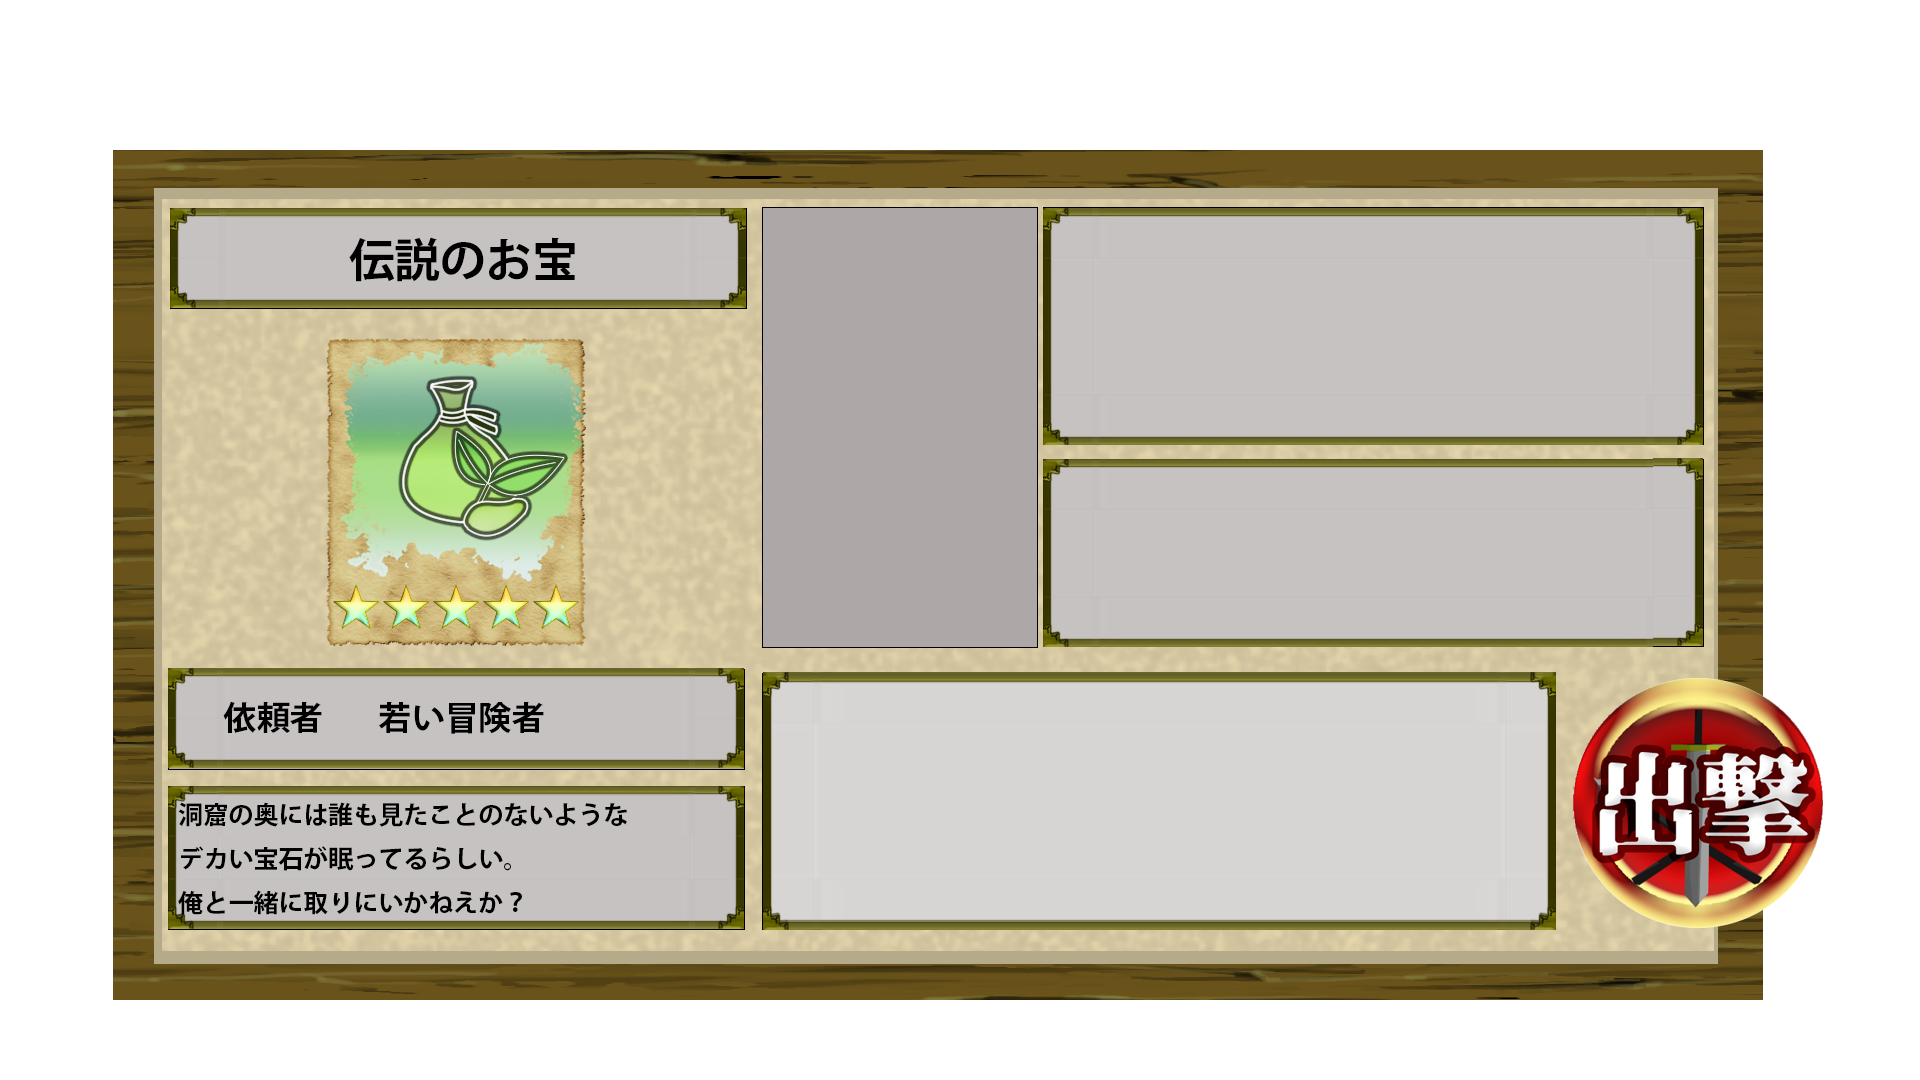 伝説のお宝
依頼者　若い冒険者
洞窟の奥には誰も見たことのないような
デカい宝石が眠ってるらしい。
俺と一緒に取りにいかねえか？
出撃